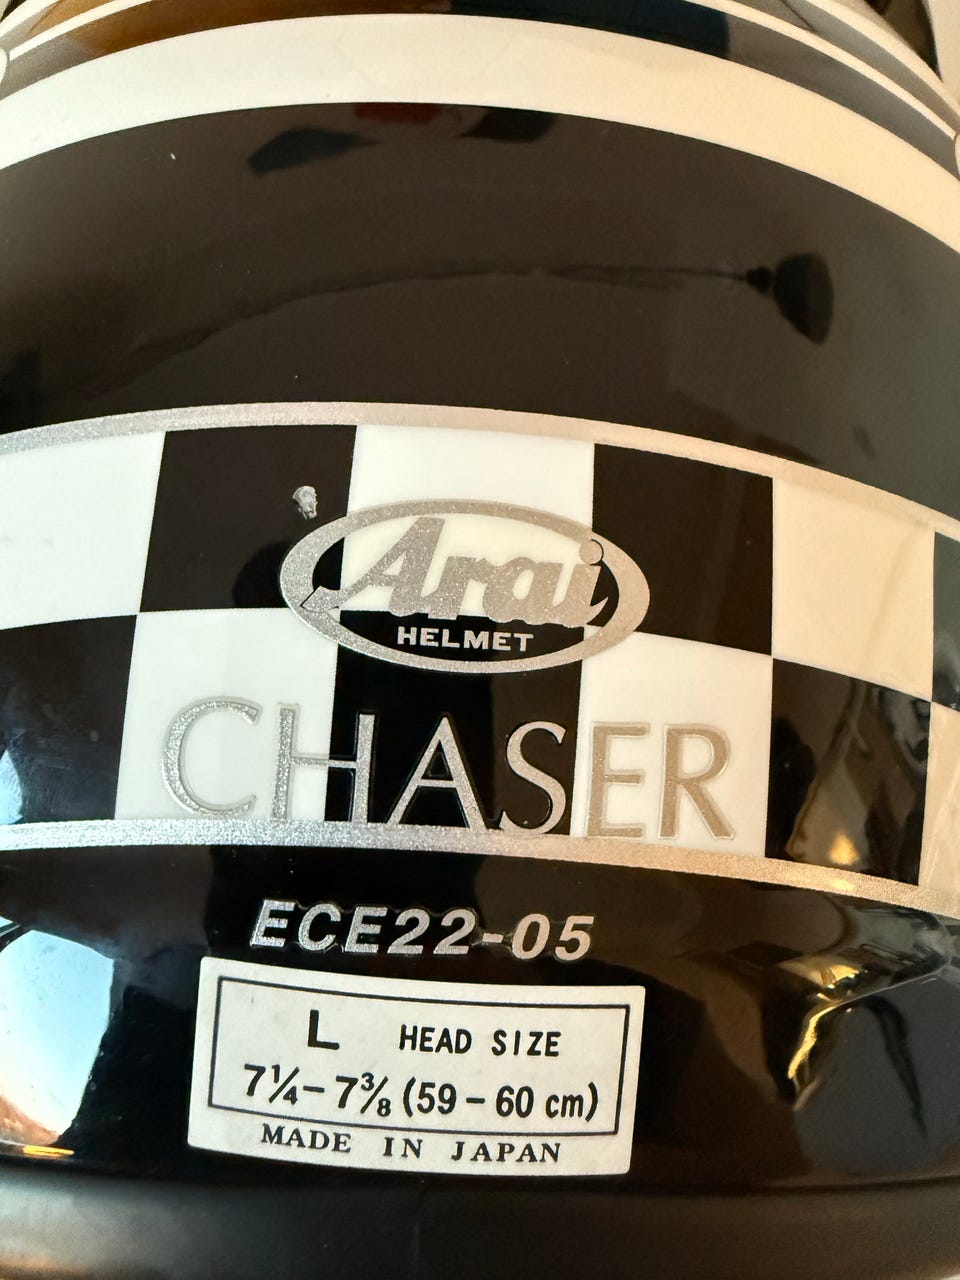 Arai
HELMET
CHASER
ECE22-05
L HEAD SIZE
7¼-7⅜ (59-60 cm)
MADE IN JAPAN